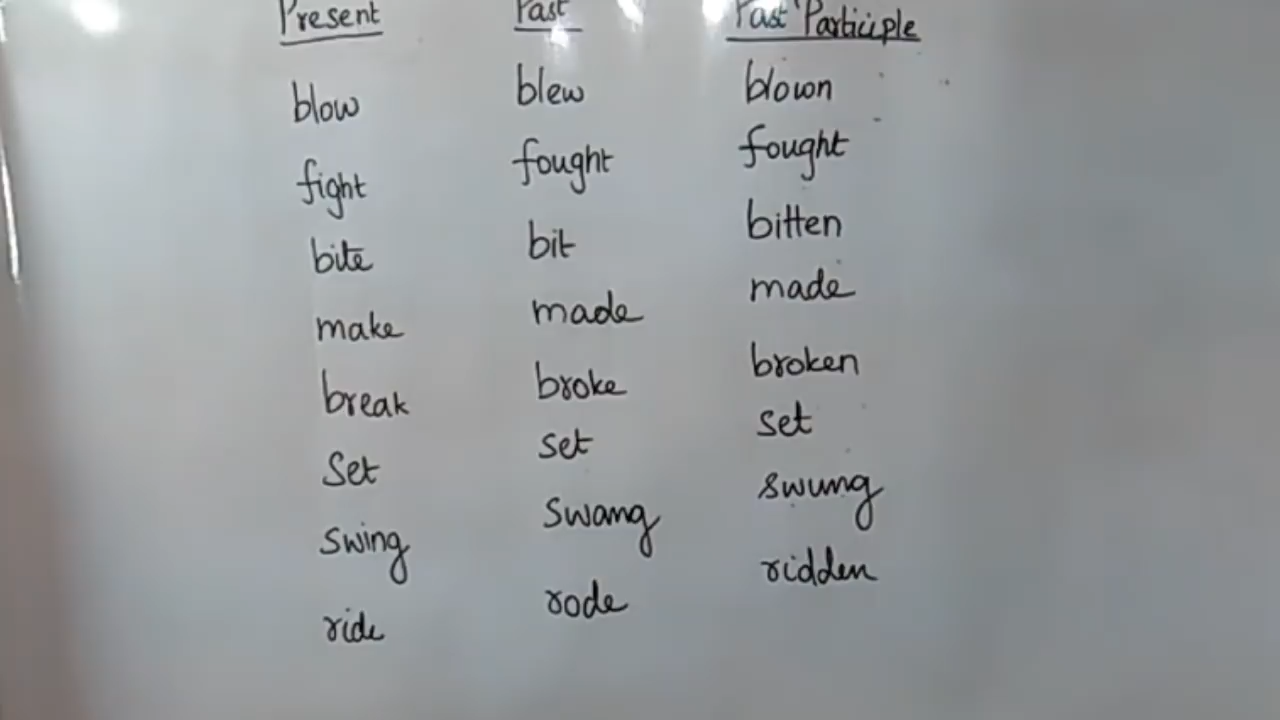 Present Past Past Participle
blow blew blown
fight fought fought
bite bit bitten
make made made
break broke broken
Set set set
swing swang swung
ride rode ridden